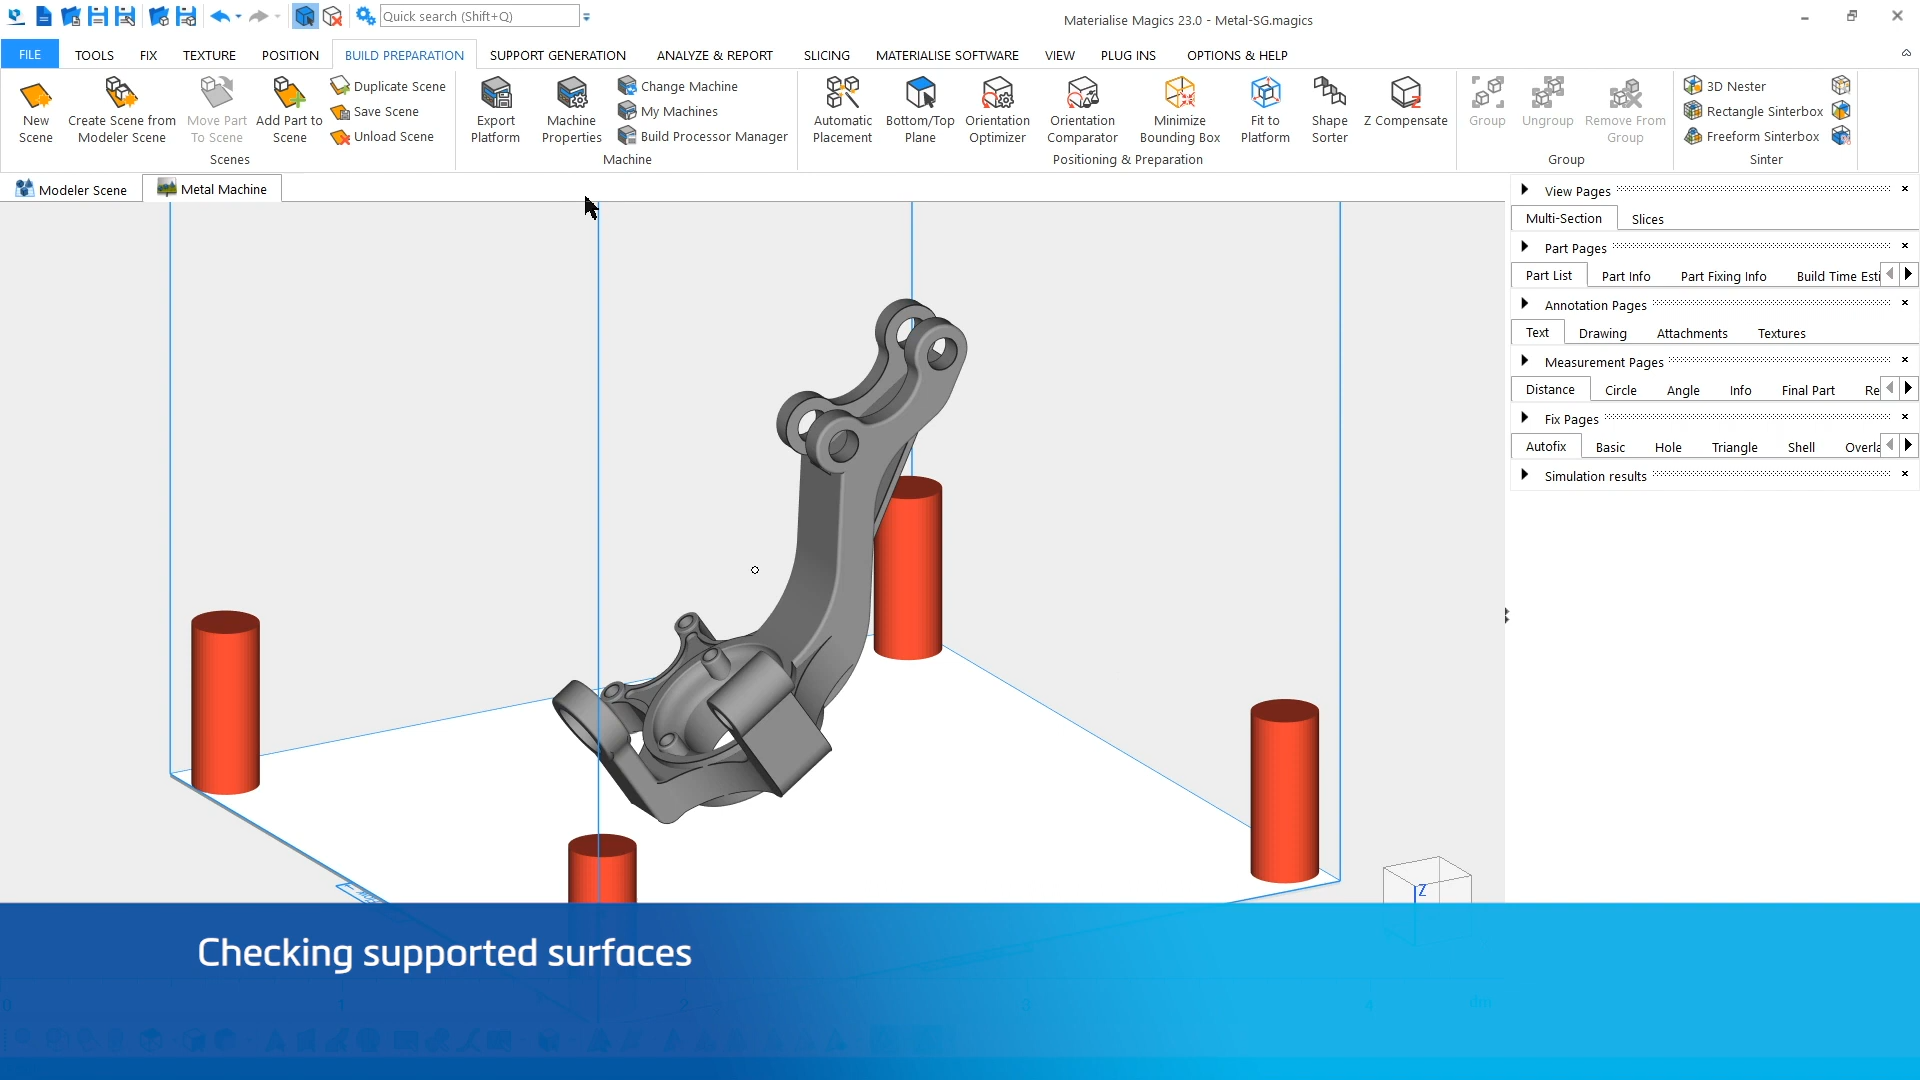 Quick search (Shift+Q)
Materialise Magics 23.0 - Metal-SG.magics
FILE TOOLS FIX TEXTURE POSITION BUILD PREPARATION SUPPORT GENERATION ANALYZE & REPORT SLICING MATERIALISE SOFTWARE VIEW PLUG INS OPTIONS & HELP
New Scene
Create Scene from Modeler Scene
Move Part To Scene
Add Part to Scene
Duplicate Scene
Save Scene
Unload Scene
Scenes
Export Platform
Machine Properties
Change Machine
My Machines
Build Processor Manager
Machine
Automatic Placement
Bottom/Top Plane
Orientation Optimizer
Orientation Comparator
Minimize Bounding Box
Fit to Platform
Shape Sorter
Z Compensate
Positioning & Preparation
Group
Ungroup
Remove From Group
Group
3D Nester
Rectangle Sinterbox
Freeform Sinterbox
Sinter
Modeler Scene Metal Machine
View Pages
Multi-Section Slices
Part Pages
Part List Part Info Part Fixing Info Build Time Esti
Annotation Pages
Text Drawing Attachments Textures
Measurement Pages
Distance Circle Angle Info Final Part Re
Fix Pages
Autofix Basic Hole Triangle Shell Overla
Simulation results
Z
Checking supported surfaces
0 1 2 3 4 dm